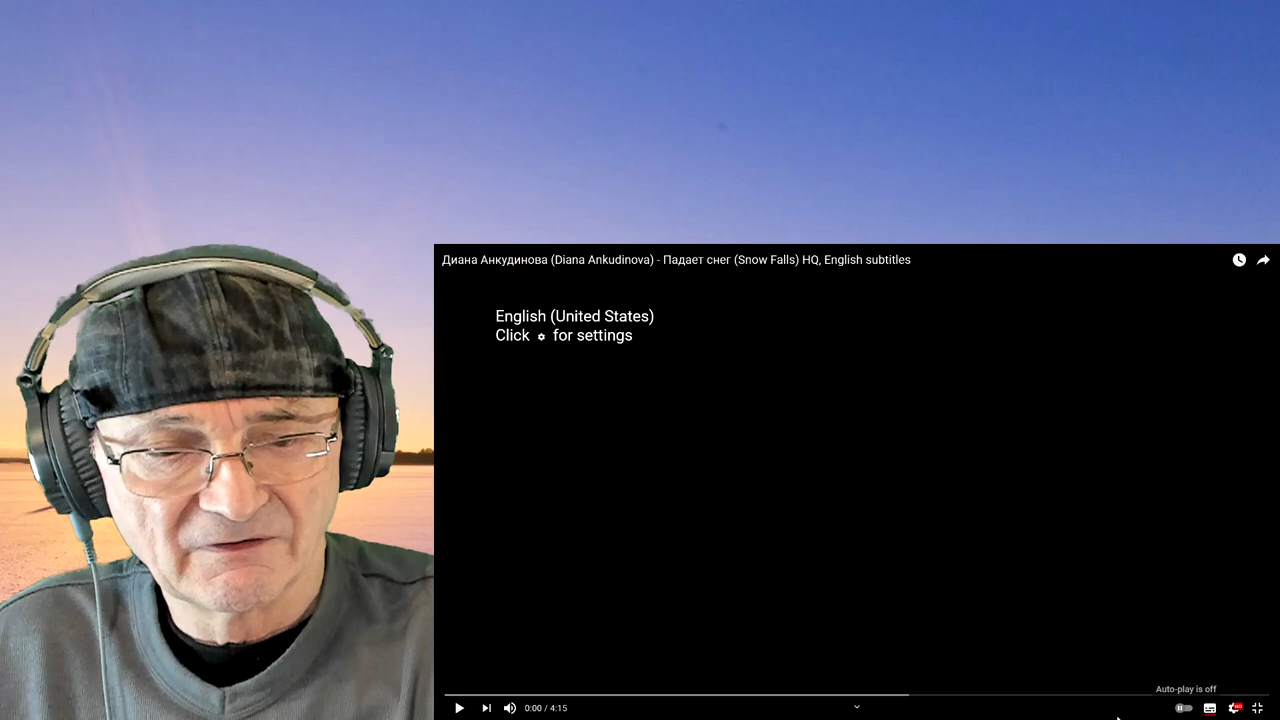 Диана Анкудинова (Diana Ankudinova) - Падает снег (Snow Falls) HQ, English subtitles
English (United States)
Click for settings
Auto-play is off
0:00 / 4:15
HD